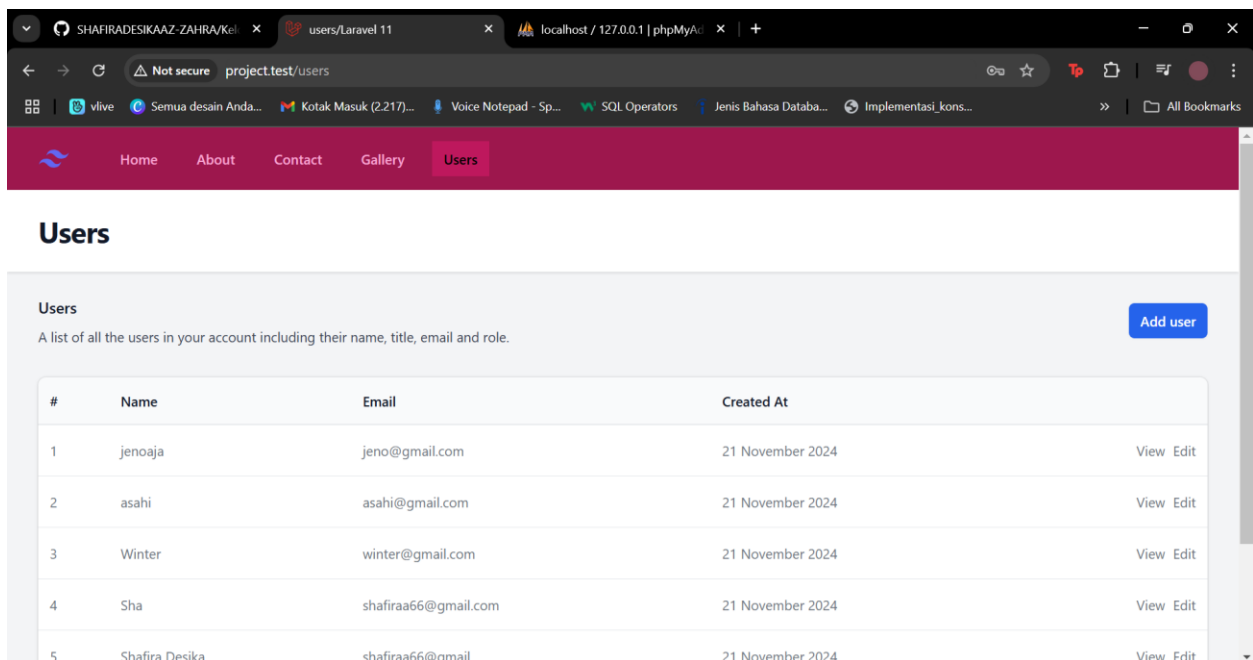 SHAFIRADESIKAAZ-ZAHRA/Kel users/Laravel 11 localhost / 127.0.0.1 | phpMyAd
Not secure project.test/users
vlive Semua desain Anda... Kotak Masuk (2.217)... Voice Notepad - Sp... SQL Operators Jenis Bahasa Databa... Implementasi_kons... » All Bookmarks
Home About Contact Gallery Users
Users
Users
Add user
A list of all the users in your account including their name, title, email and role.
# Name Email Created At
1 jenoaja jeno@gmail.com 21 November 2024 View Edit
2 asahi asahi@gmail.com 21 November 2024 View Edit
3 Winter winter@gmail.com 21 November 2024 View Edit
4 Sha shafiraa66@gmail.com 21 November 2024 View Edit
5 Shafira Desika shafiraa66@gmail 21 November 2024 View Edit